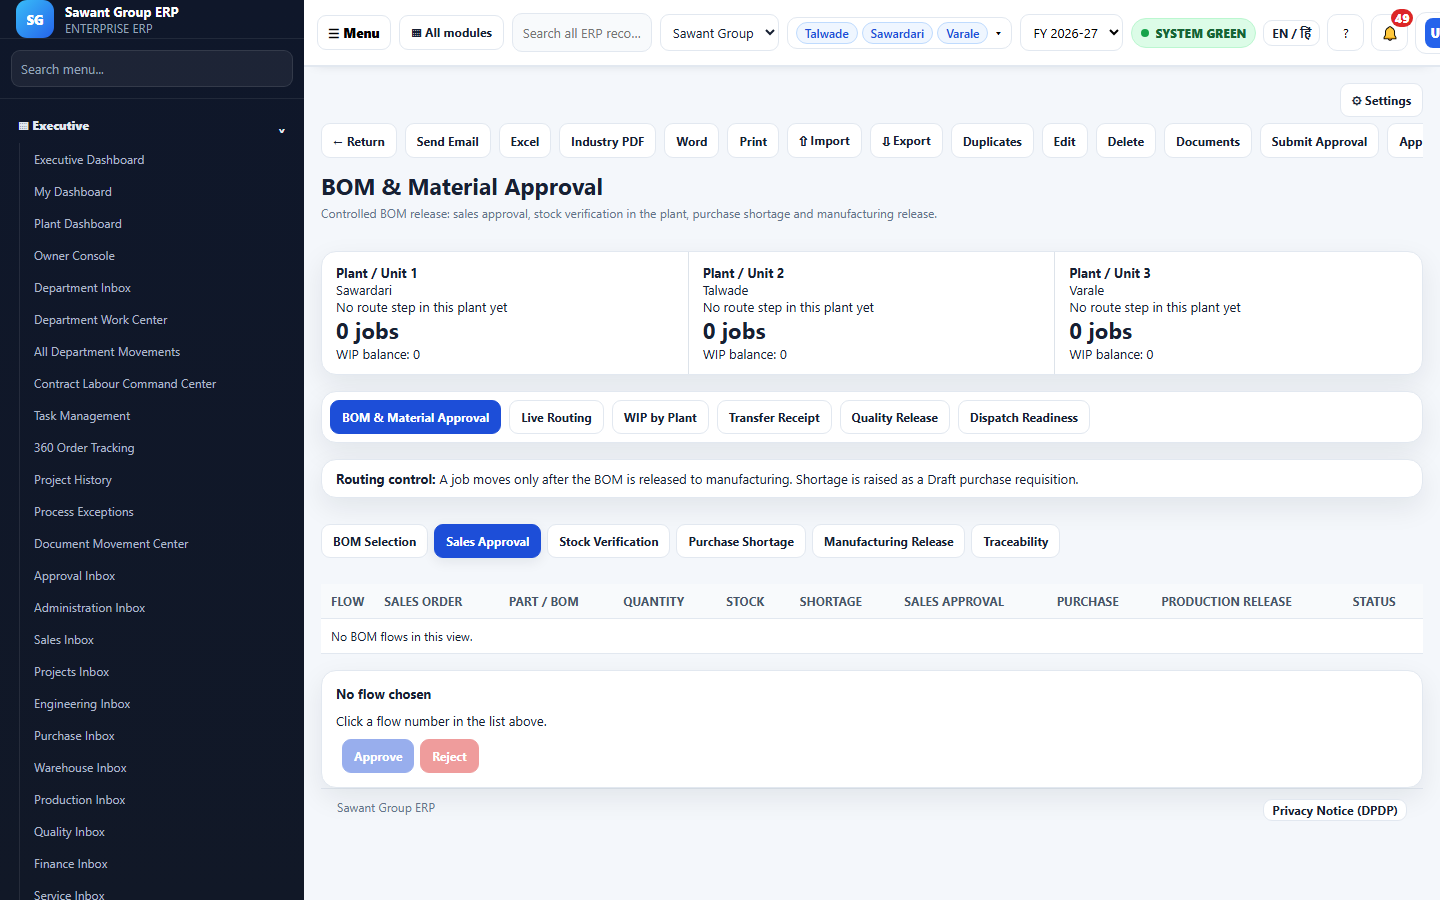 SG
Sawant Group ERP
ENTERPRISE ERP
Search menu...
Executive
Executive Dashboard
My Dashboard
Plant Dashboard
Owner Console
Department Inbox
Department Work Center
All Department Movements
Contract Labour Command Center
Task Management
360 Order Tracking
Project History
Process Exceptions
Document Movement Center
Approval Inbox
Administration Inbox
Sales Inbox
Projects Inbox
Engineering Inbox
Purchase Inbox
Warehouse Inbox
Production Inbox
Quality Inbox
Finance Inbox
Service Inbox
☰ Menu
All modules
Search all ERP reco...
Sawant Group
Talwade Sawardari Varale
FY 2026-27
SYSTEM GREEN
EN / हिं
?
49
U
⚙ Settings
← Return
Send Email
Excel
Industry PDF
Word
Print
⇧ Import
⇩ Export
Duplicates
Edit
Delete
Documents
Submit Approval
App
BOM & Material Approval
Controlled BOM release: sales approval, stock verification in the plant, purchase shortage and manufacturing release.
Plant / Unit 1
Sawardari
No route step in this plant yet
0 jobs
WIP balance: 0
Plant / Unit 2
Talwade
No route step in this plant yet
0 jobs
WIP balance: 0
Plant / Unit 3
Varale
No route step in this plant yet
0 jobs
WIP balance: 0
BOM & Material Approval
Live Routing
WIP by Plant
Transfer Receipt
Quality Release
Dispatch Readiness
Routing control: A job moves only after the BOM is released to manufacturing. Shortage is raised as a Draft purchase requisition.
BOM Selection
Sales Approval
Stock Verification
Purchase Shortage
Manufacturing Release
Traceability
FLOW SALES ORDER PART / BOM QUANTITY STOCK SHORTAGE SALES APPROVAL PURCHASE PRODUCTION RELEASE STATUS
No BOM flows in this view.
No flow chosen
Click a flow number in the list above.
Approve
Reject
Sawant Group ERP
Privacy Notice (DPDP)